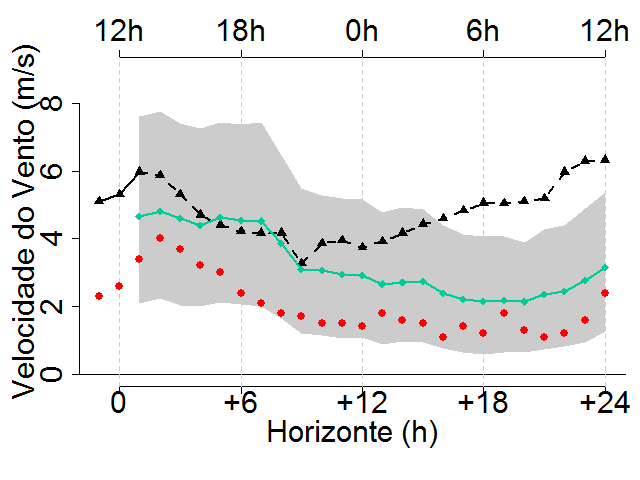 12h 18h 0h 6h 12h
Velocidade do Vento (m/s)
8
6
4
2
0
0 +6 +12 +18 +24
Horizonte (h)